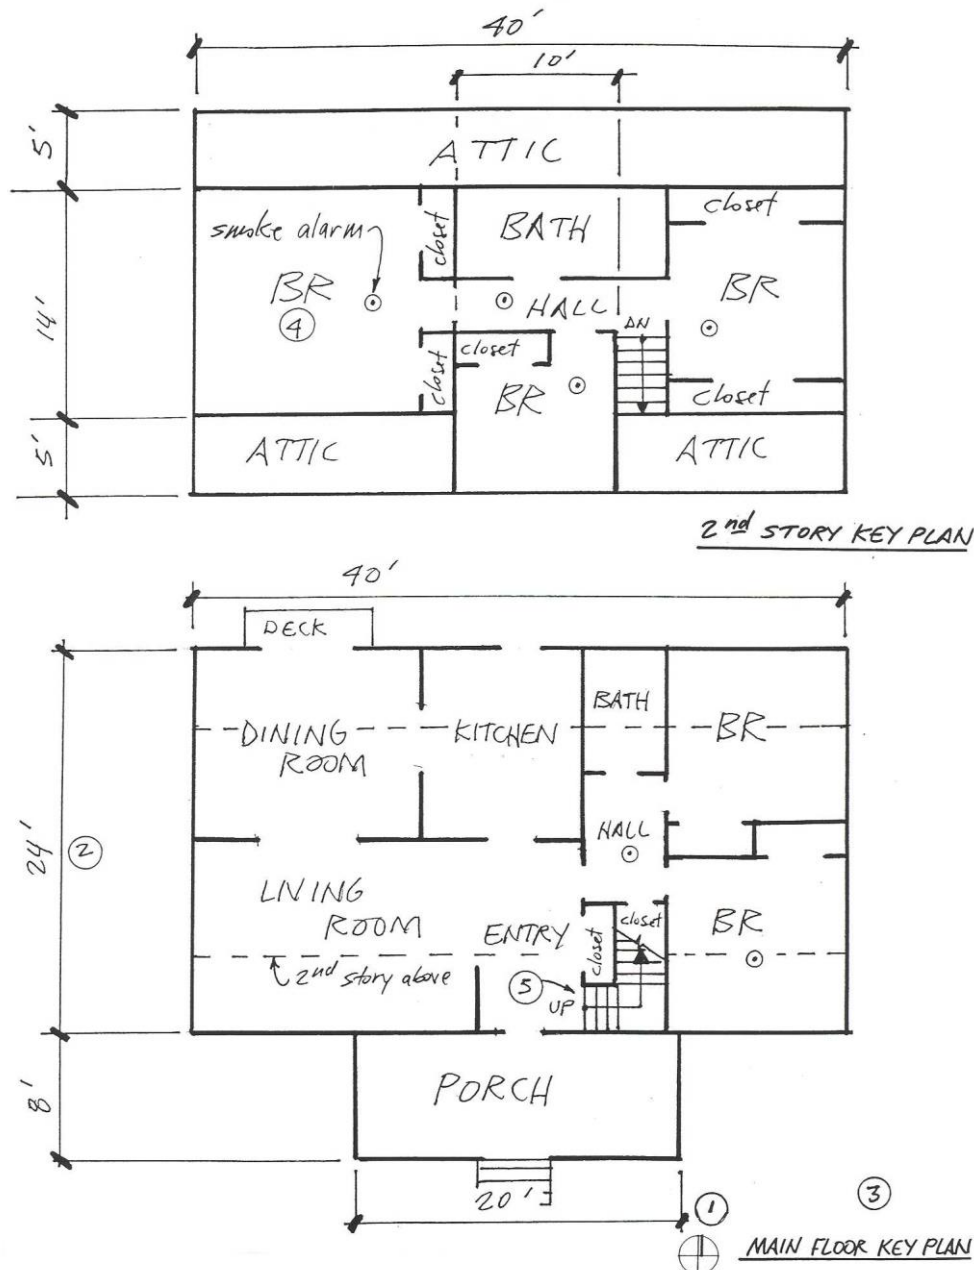 40'
10'
5'
ATTIC
closet
BATH
closet
smoke alarm
BR
④
14'
HALL
BR
DN
closet
closet
BR
closet
5'
ATTIC
ATTIC
2nd STORY KEY PLAN
40'
DECK
BATH
DINING
ROOM
KITCHEN
BR
24'
②
HALL
LIVING
ROOM
ENTRY
closet
closet
BR
2nd story above
⑤
UP
8'
PORCH
20'
①
③
MAIN FLOOR KEY PLAN